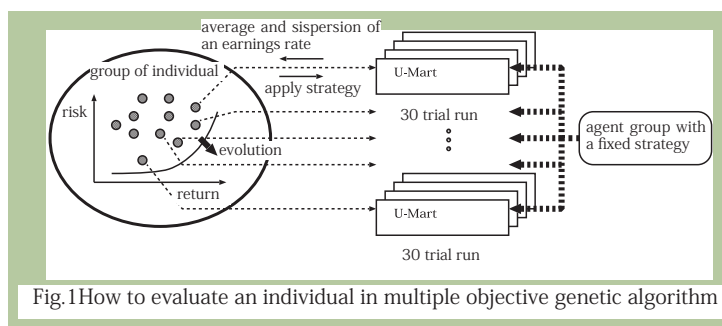 average and sispersion of
an earnings rate
group of individual
apply strategy
risk
evolution
return
U-Mart
30 trial run
agent group with
a fixed strategy
U-Mart
30 trial run
Fig.1How to evaluate an individual in multiple objective genetic algorithm